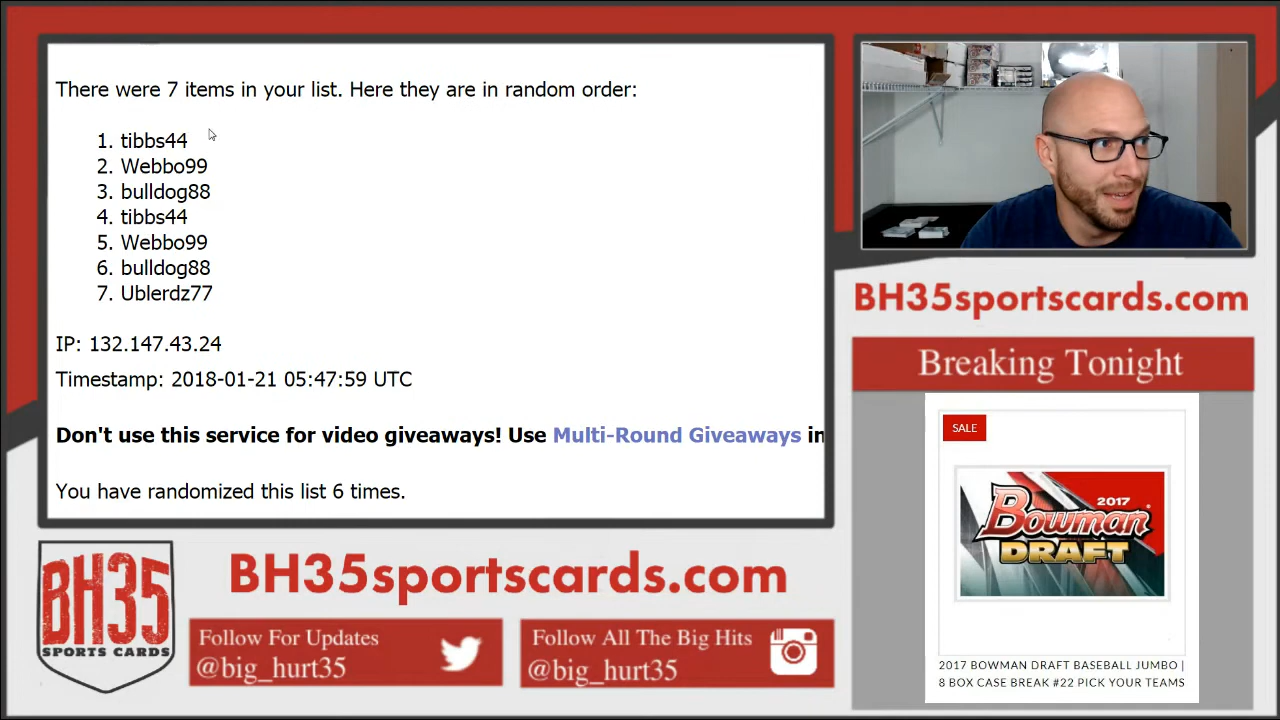 There were 7 items in your list. Here they are in random order:
1. tibbs44
2. Webbo99
3. bulldog88
4. tibbs44
5. Webbo99
6. bulldog88
7. Ublerdz77
IP: 132.147.43.24
Timestamp: 2018-01-21 05:47:59 UTC
Don't use this service for video giveaways! Use Multi-Round Giveaways in
You have randomized this list 6 times.
BH35sportscards.com
Breaking Tonight
SALE
2017
Bowman
DRAFT
2017 BOWMAN DRAFT BASEBALL JUMBO |
8 BOX CASE BREAK #22 PICK YOUR TEAMS
BH35
SPORTS CARDS
BH35sportscards.com
Follow For Updates
@big_hurt35
Follow All The Big Hits
@big_hurt35